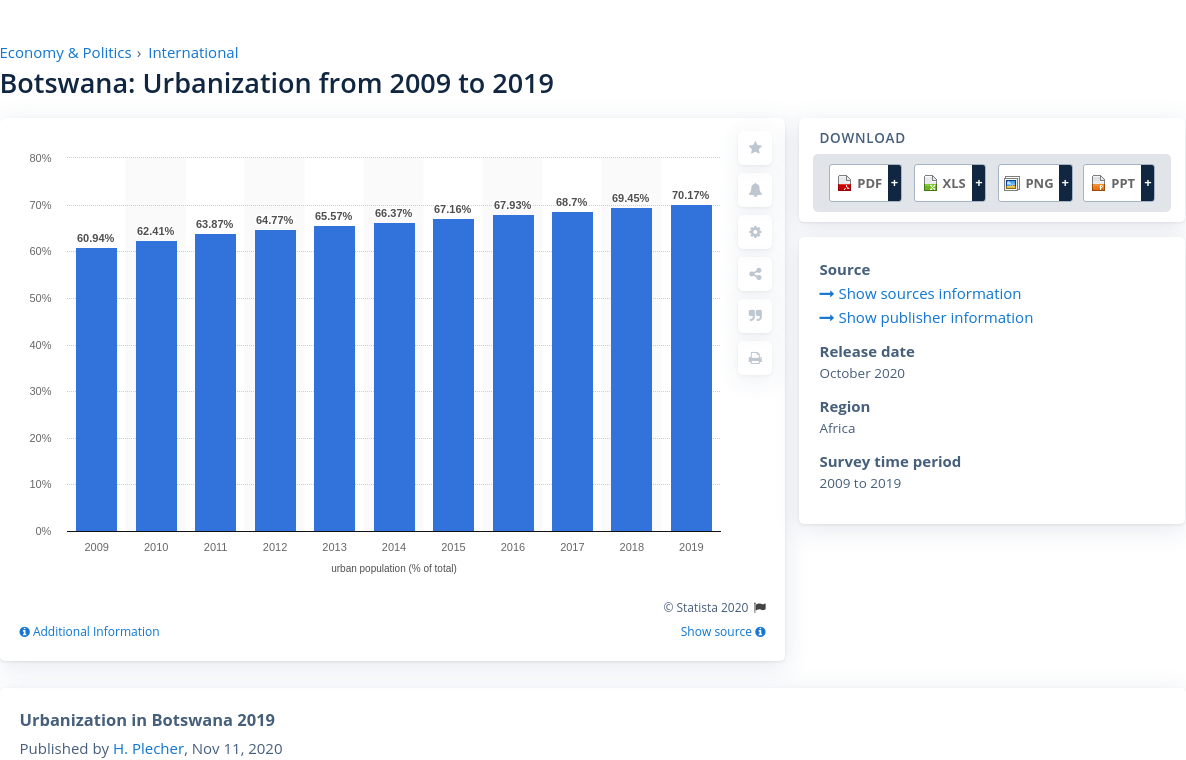 Economy & Politics › International
Botswana: Urbanization from 2009 to 2019
80%
70%
60%
50%
40%
30%
20%
10%
0%
60.94%
62.41%
63.87%
64.77%
65.57%
66.37%
67.16%
67.93%
68.7%
69.45%
70.17%
2009 2010 2011 2012 2013 2014 2015 2016 2017 2018 2019
urban population (% of total)
© Statista 2020
Additional Information
Show source
DOWNLOAD
PDF + XLS + PNG + PPT +
Source
Show sources information
Show publisher information
Release date
October 2020
Region
Africa
Survey time period
2009 to 2019
Urbanization in Botswana 2019
Published by H. Plecher, Nov 11, 2020